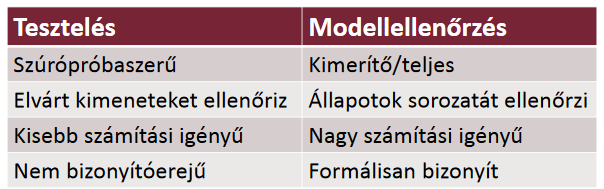 Tesztelés Modellellenőrzés
Szúrópróbaszerű Kimerítő/teljes
Elvárt kimeneteket ellenőriz Állapotok sorozatát ellenőrzi
Kisebb számítási igényű Nagy számítási igényű
Nem bizonyítóerejű Formálisan bizonyít